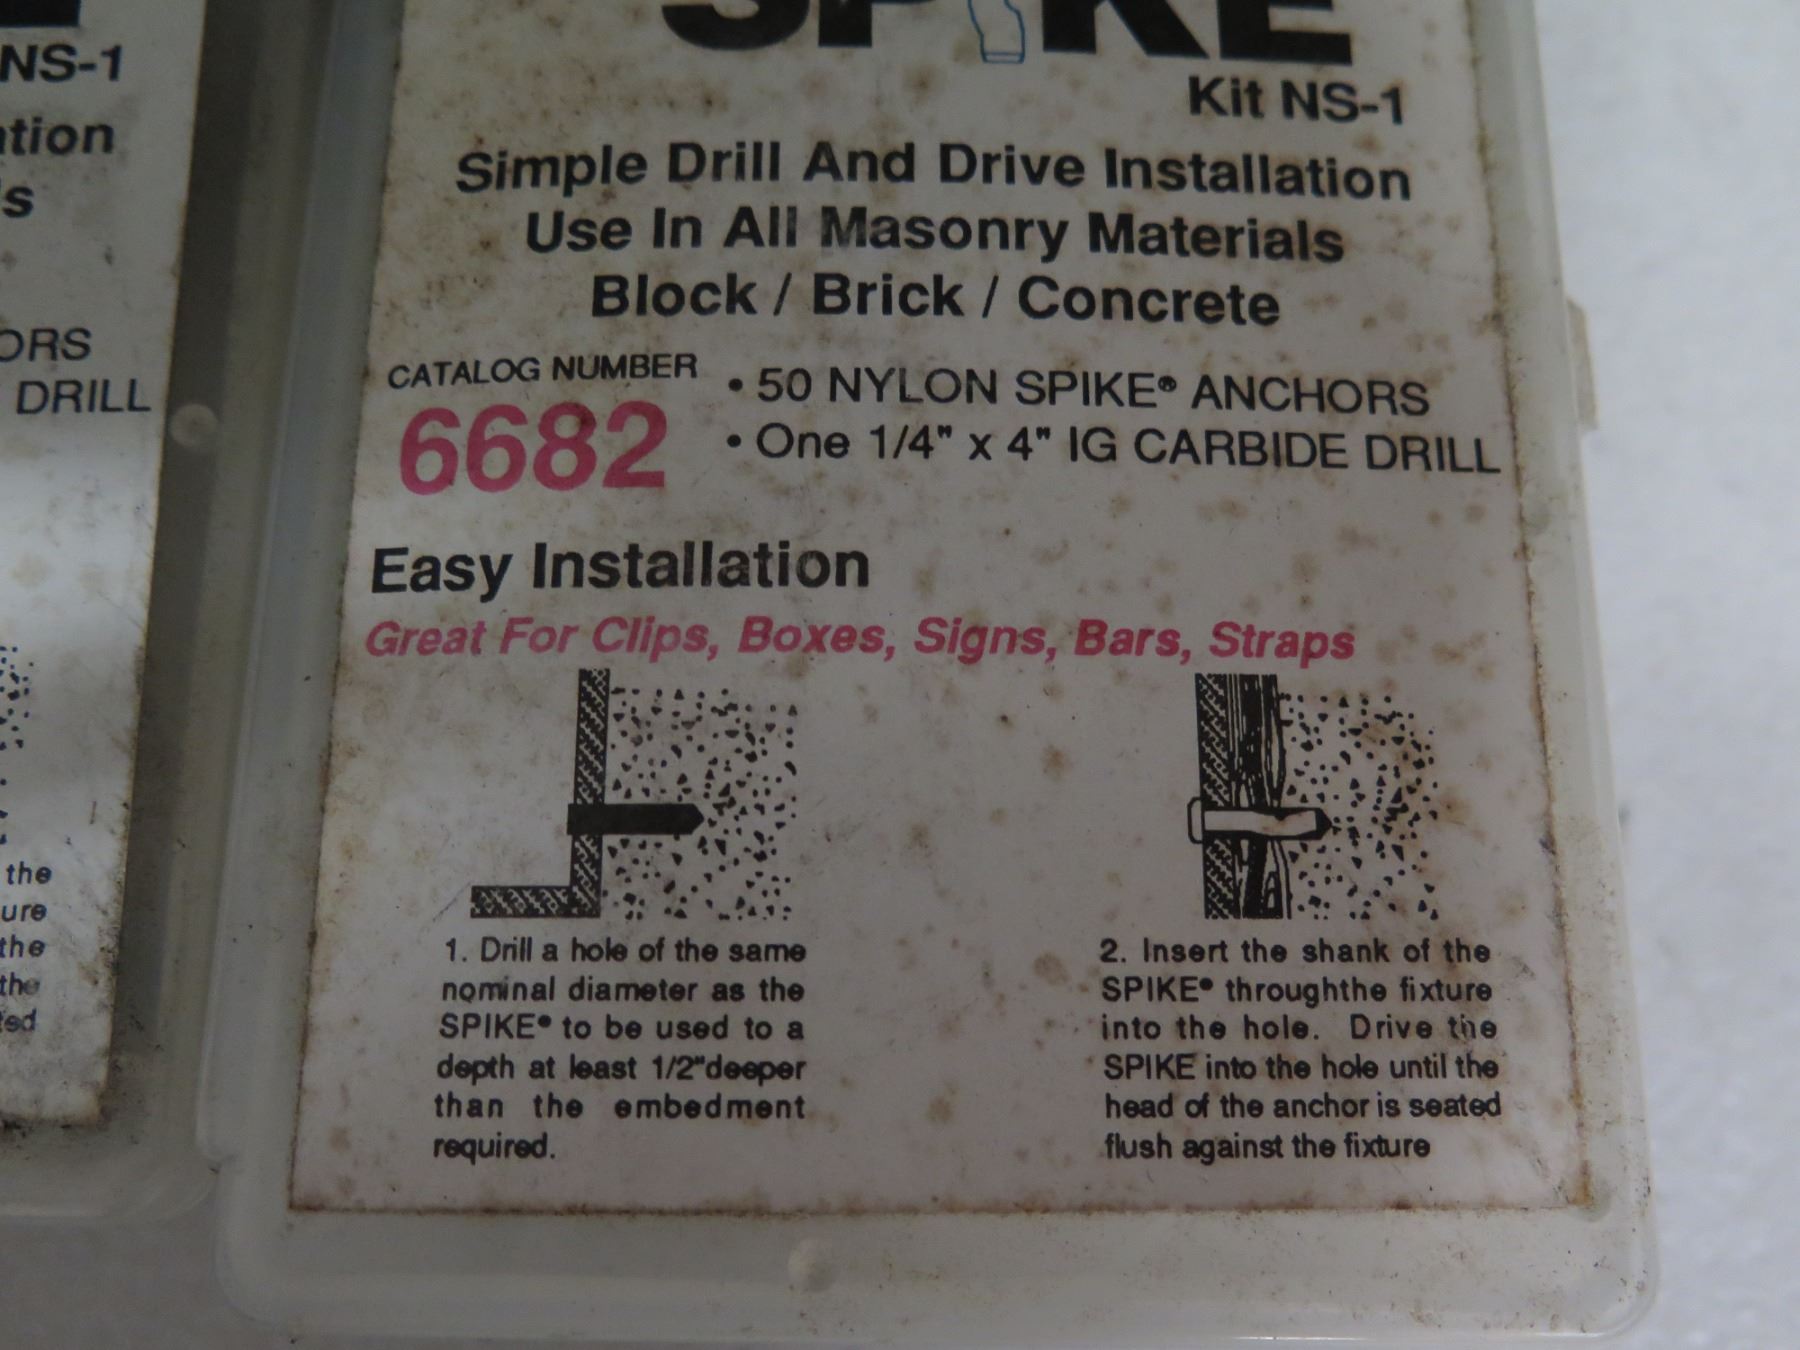 NS-1
ation
's
ORS
DRILL
the
ure
the
the
ted
SPIKE
Kit NS-1
Simple Drill And Drive Installation
Use In All Masonry Materials
Block / Brick / Concrete
CATALOG NUMBER
6682
• 50 NYLON SPIKE® ANCHORS
• One 1/4" x 4" IG CARBIDE DRILL
Easy Installation
Great For Clips, Boxes, Signs, Bars, Straps
1. Drill a hole of the same
nominal diameter as the
SPIKE® to be used to a
depth at least 1/2"deeper
than the embedment
required.
2. Insert the shank of the
SPIKE® throughthe fixture
into the hole. Drive the
SPIKE into the hole until the
head of the anchor is seated
flush against the fixture